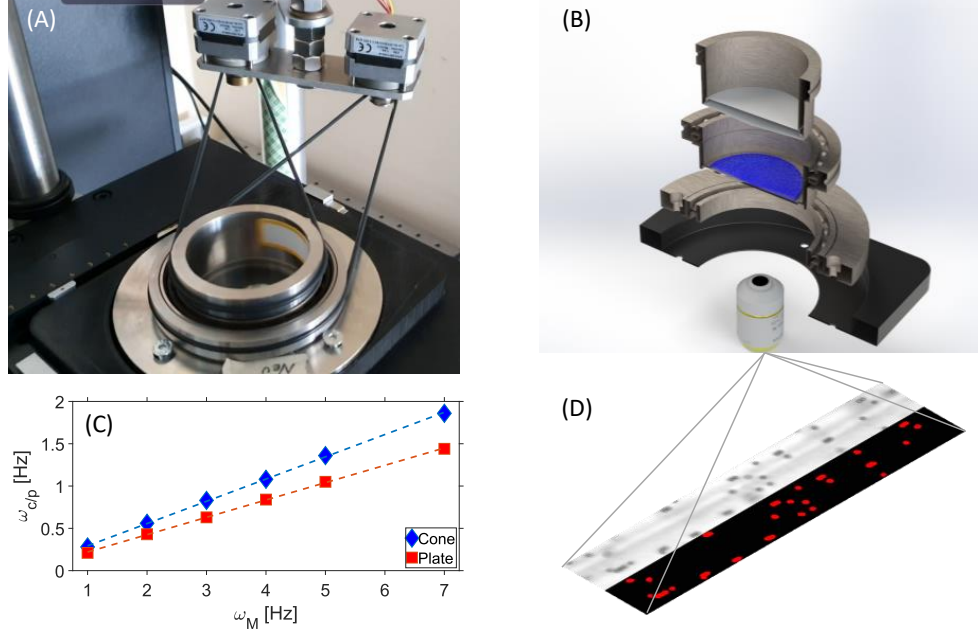 (A)
(B)
NEO
(C)
2
1.5
1
0.5
0
ω_c/p [Hz]
1 2 3 4 5 6 7
ω_M [Hz]
Cone
Plate
(D)